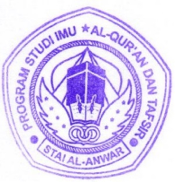 PROGRAM STUDI IMU ★ AL-QUR'AN DAN TAFSIR
STAI AL-ANWAR